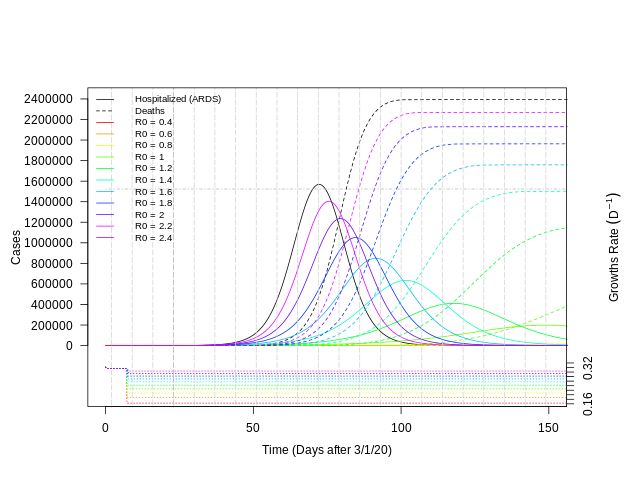 2400000
2200000
2000000
1800000
1600000
1400000
1200000
1000000
800000
600000
400000
200000
0
Cases
Hospitalized (ARDS)
Deaths
R0 = 0.4
R0 = 0.6
R0 = 0.8
R0 = 1
R0 = 1.2
R0 = 1.4
R0 = 1.6
R0 = 1.8
R0 = 2
R0 = 2.2
R0 = 2.4
Growths Rate (D⁻¹)
0.32
0.16
0 50 100 150
Time (Days after 3/1/20)